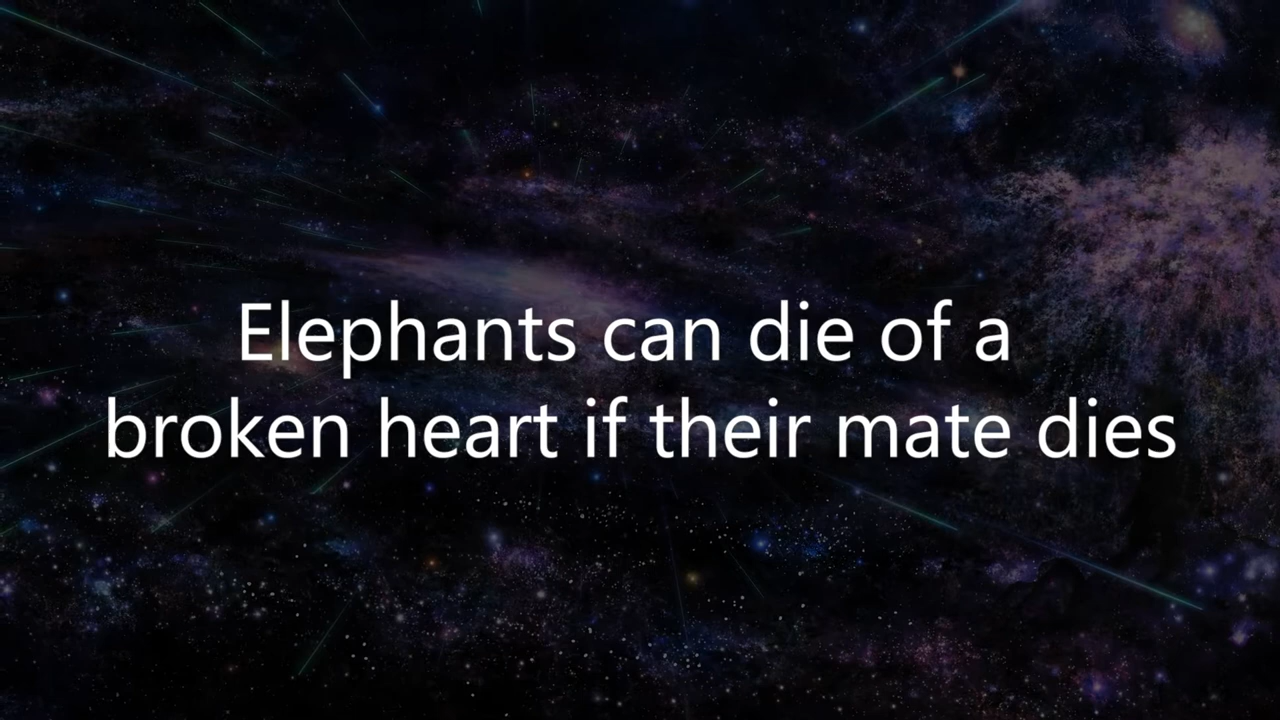 Elephants can die of a
broken heart if their mate dies